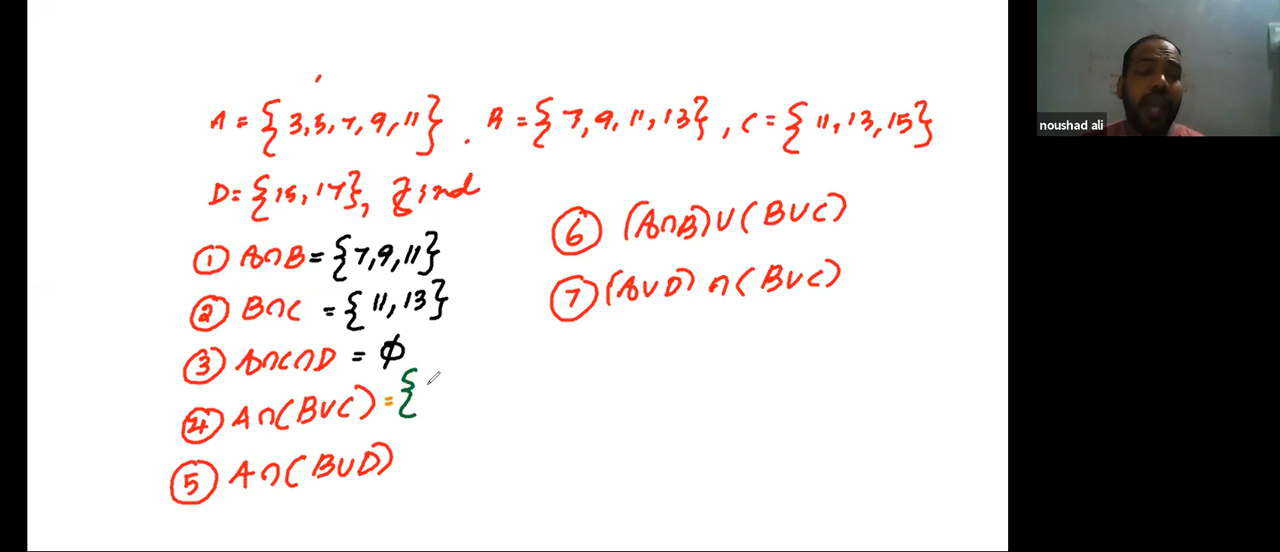 A = {3, 5, 7, 9, 11}. B = {7, 9, 11, 13}, C = {11, 13, 15}
D = {15, 17}, find
① A∩B = {7, 9, 11}
② B∩C = {11, 13}
③ A∩C∩D = ϕ
④ A∩(B∪C) = {
⑤ A∩(B∪D)
⑥ (A∩B)∪(B∪C)
⑦ (A∪D)∩(B∪C)
noushad ali